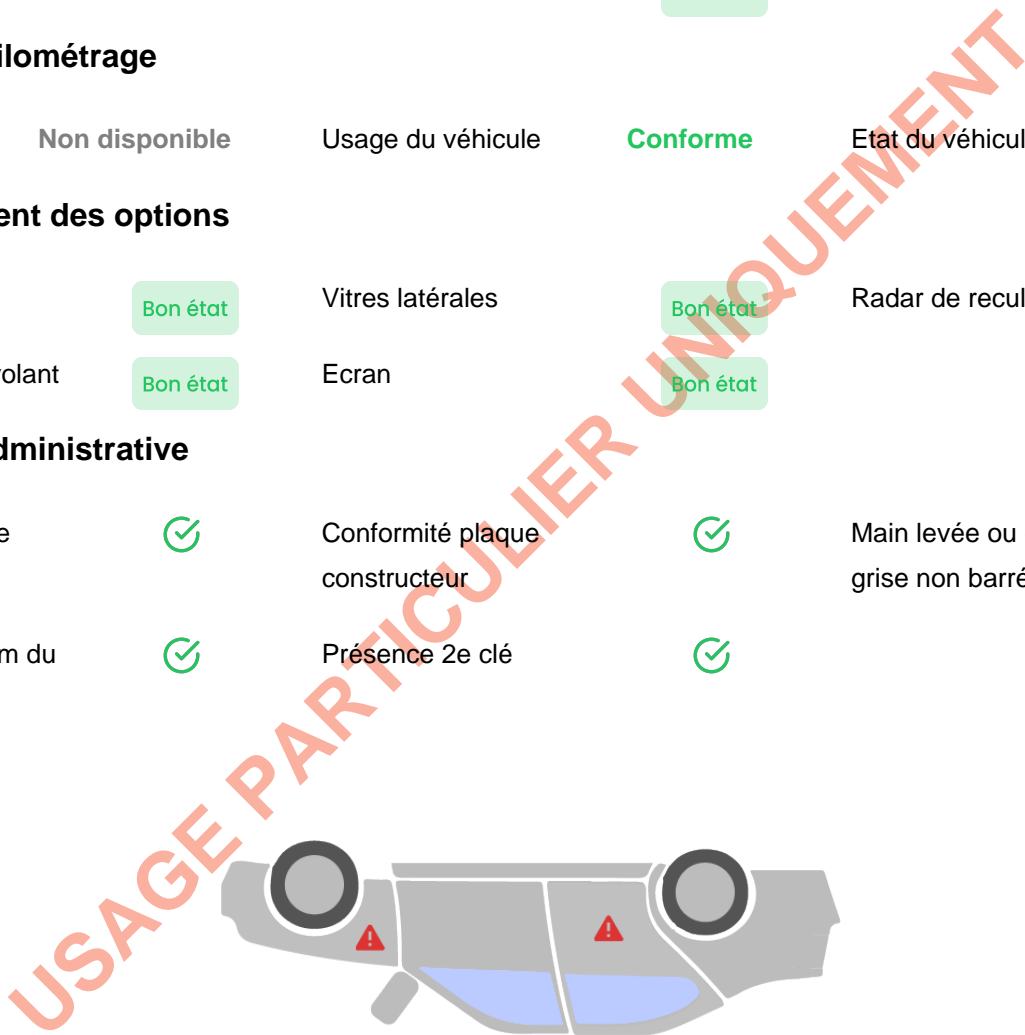 ilométrage
Non disponible Usage du véhicule Conforme Etat du véhicul
ent des options
Bon état Vitres latérales Bon état Radar de recul
olant Bon état Ecran Bon état
dministrative
e Conformité plaque Main levée ou
constructeur grise non barré
m du Présence 2e clé
USAGE PARTICULIER UNIQUEMENT